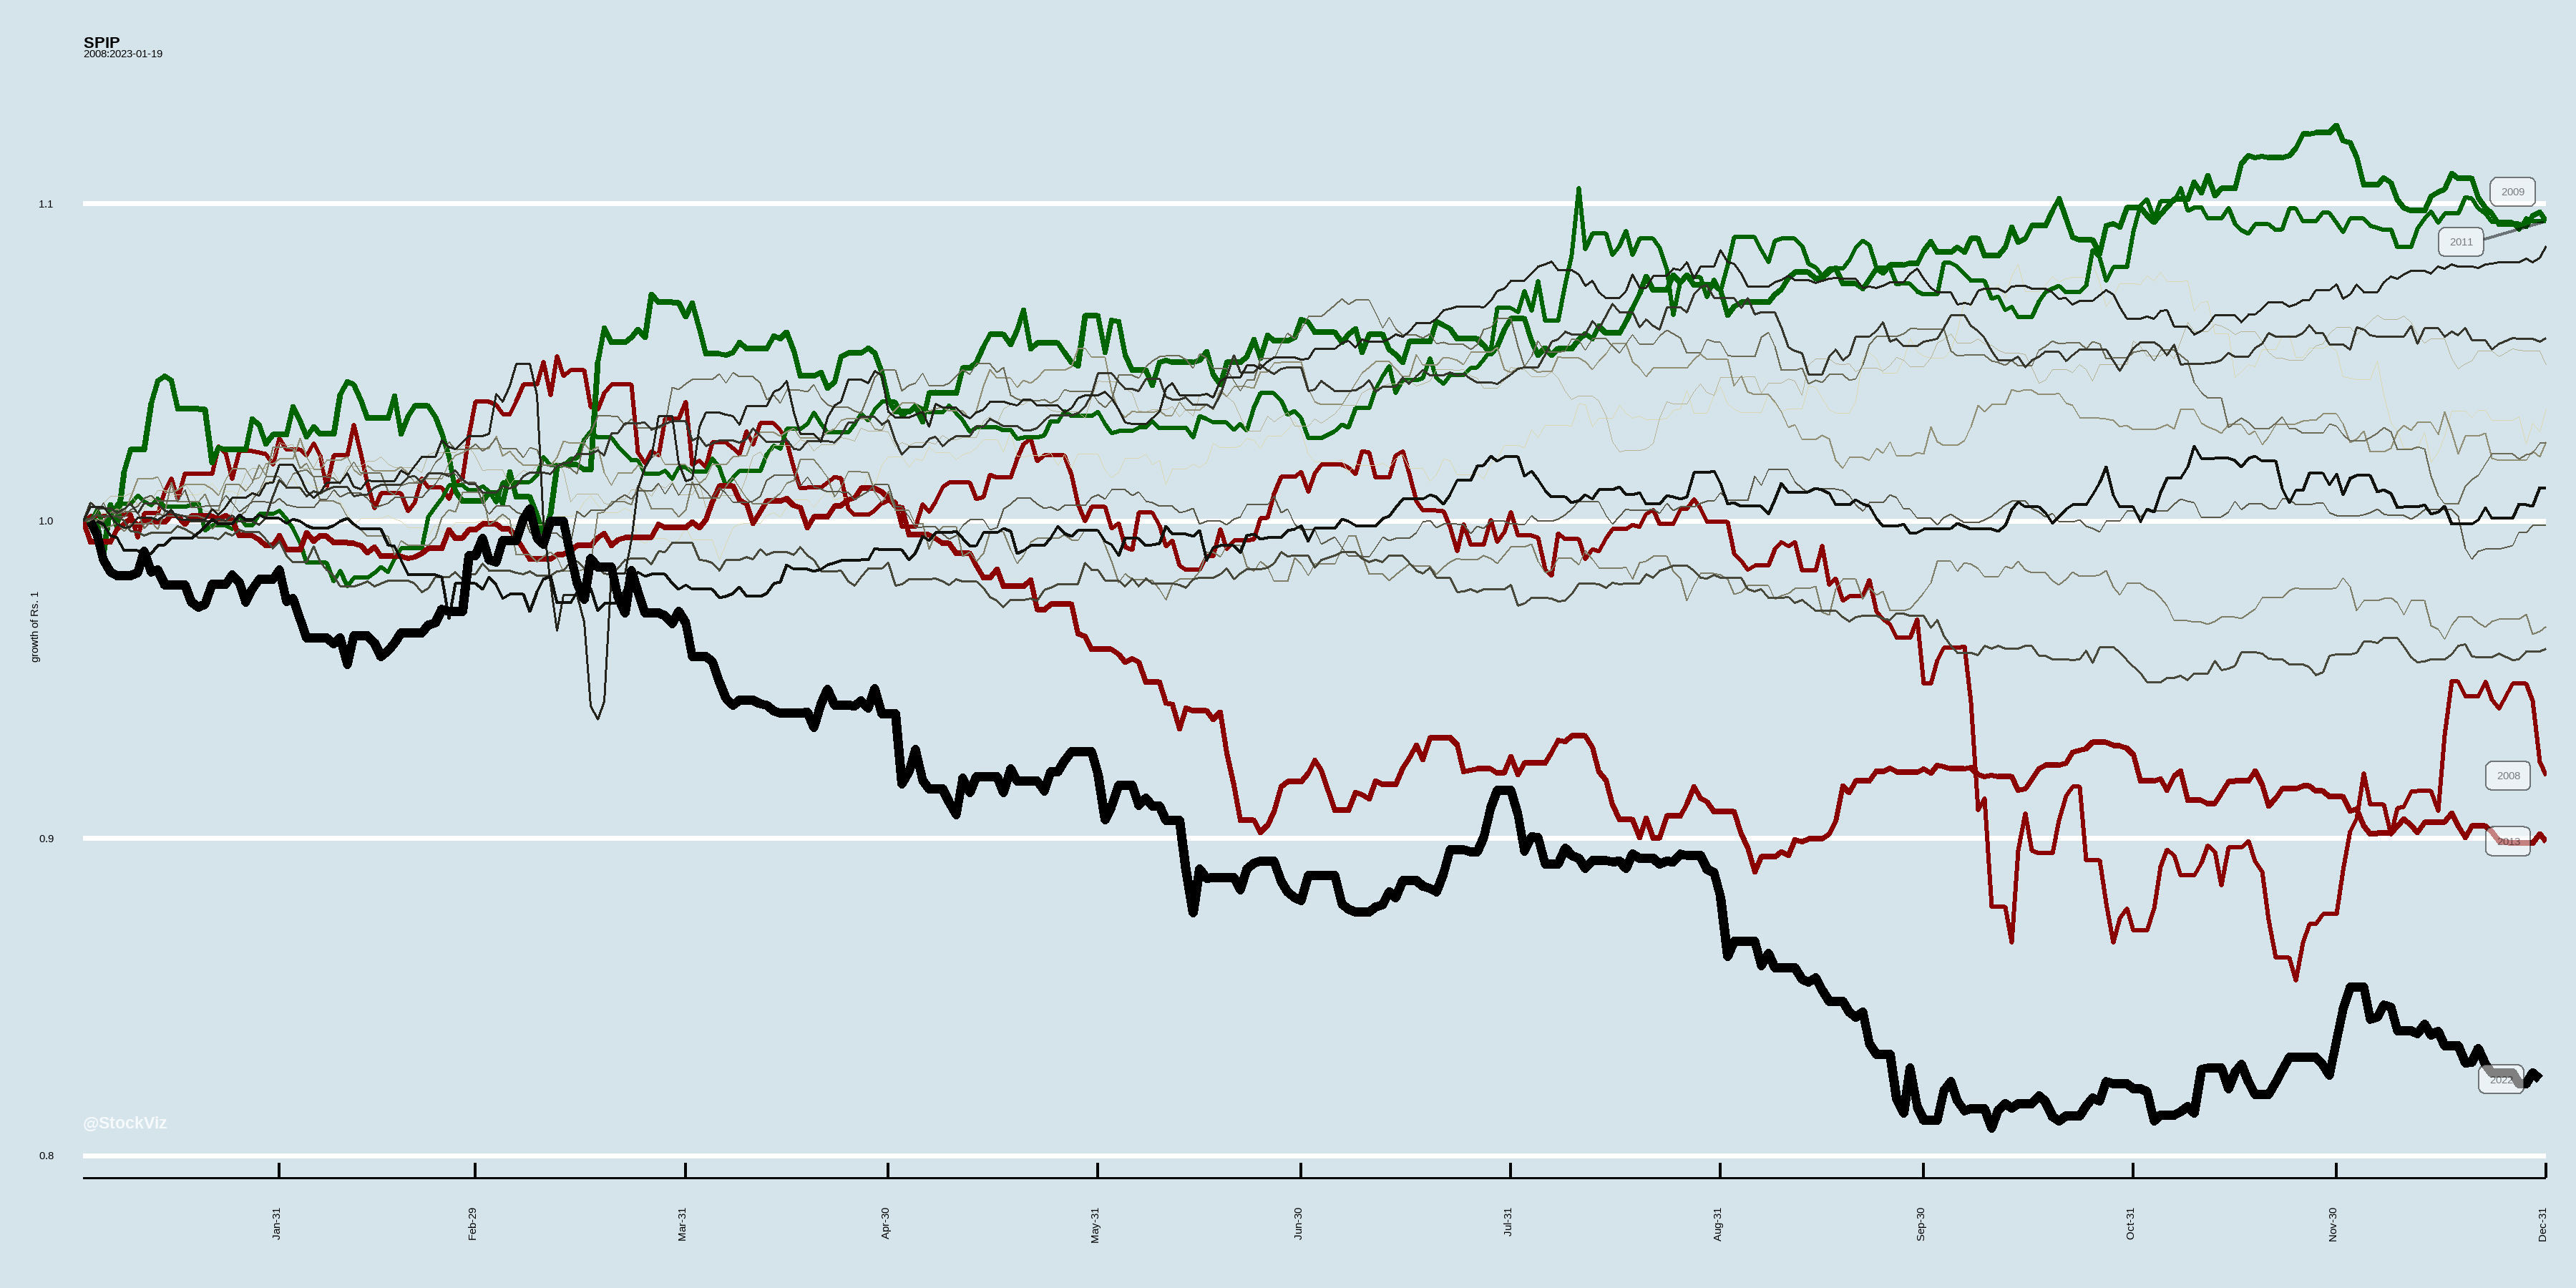 SPIP
2008:2023-01-19
1.1
1.0
0.9
0.8
growth of Rs. 1
2009
2011
2008
2013
2022
@StockViz
Jan-31
Feb-29
Mar-31
Apr-30
May-31
Jun-30
Jul-31
Aug-31
Sep-30
Oct-31
Nov-30
Dec-31